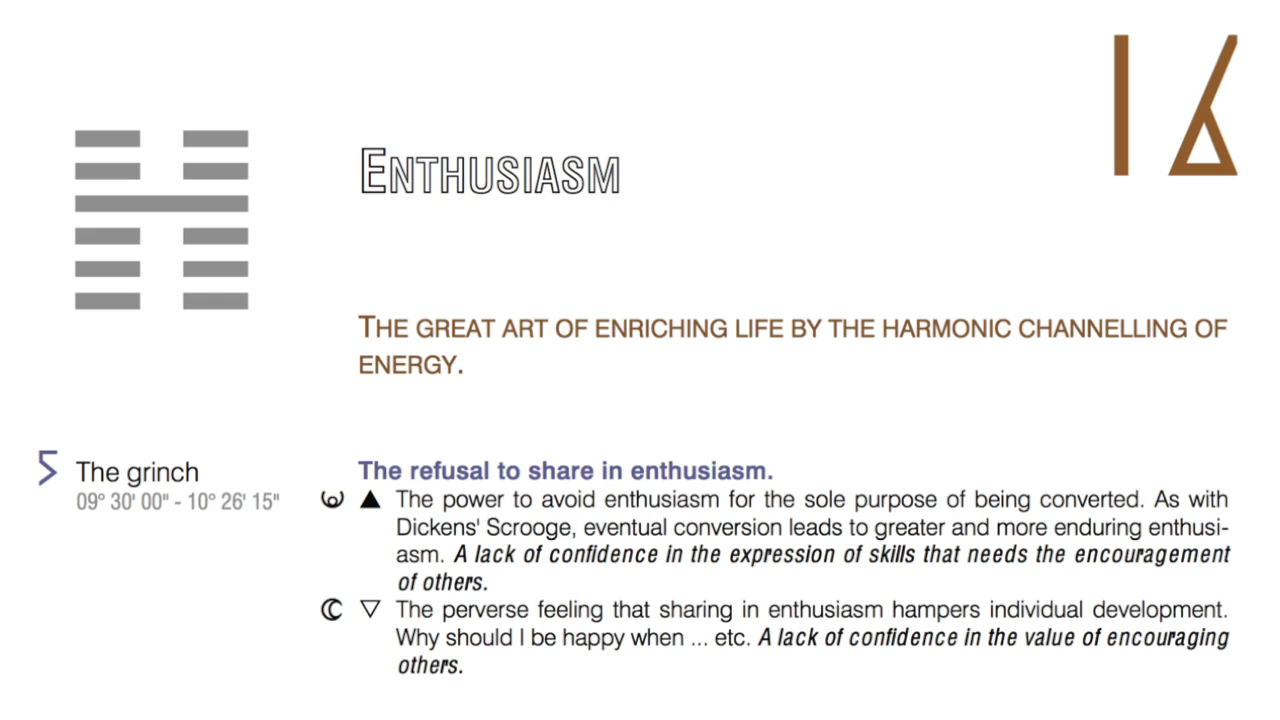 16
ENTHUSIASM
THE GREAT ART OF ENRICHING LIFE BY THE HARMONIC CHANNELLING OF
ENERGY.
5 The grinch
09° 30' 00" - 10° 26' 15"
The refusal to share in enthusiasm.
▲ The power to avoid enthusiasm for the sole purpose of being converted. As with
Dickens' Scrooge, eventual conversion leads to greater and more enduring enthusi-
asm. A lack of confidence in the expression of skills that needs the encouragement
of others.
☾ ▽ The perverse feeling that sharing in enthusiasm hampers individual development.
Why should I be happy when ... etc. A lack of confidence in the value of encouraging
others.